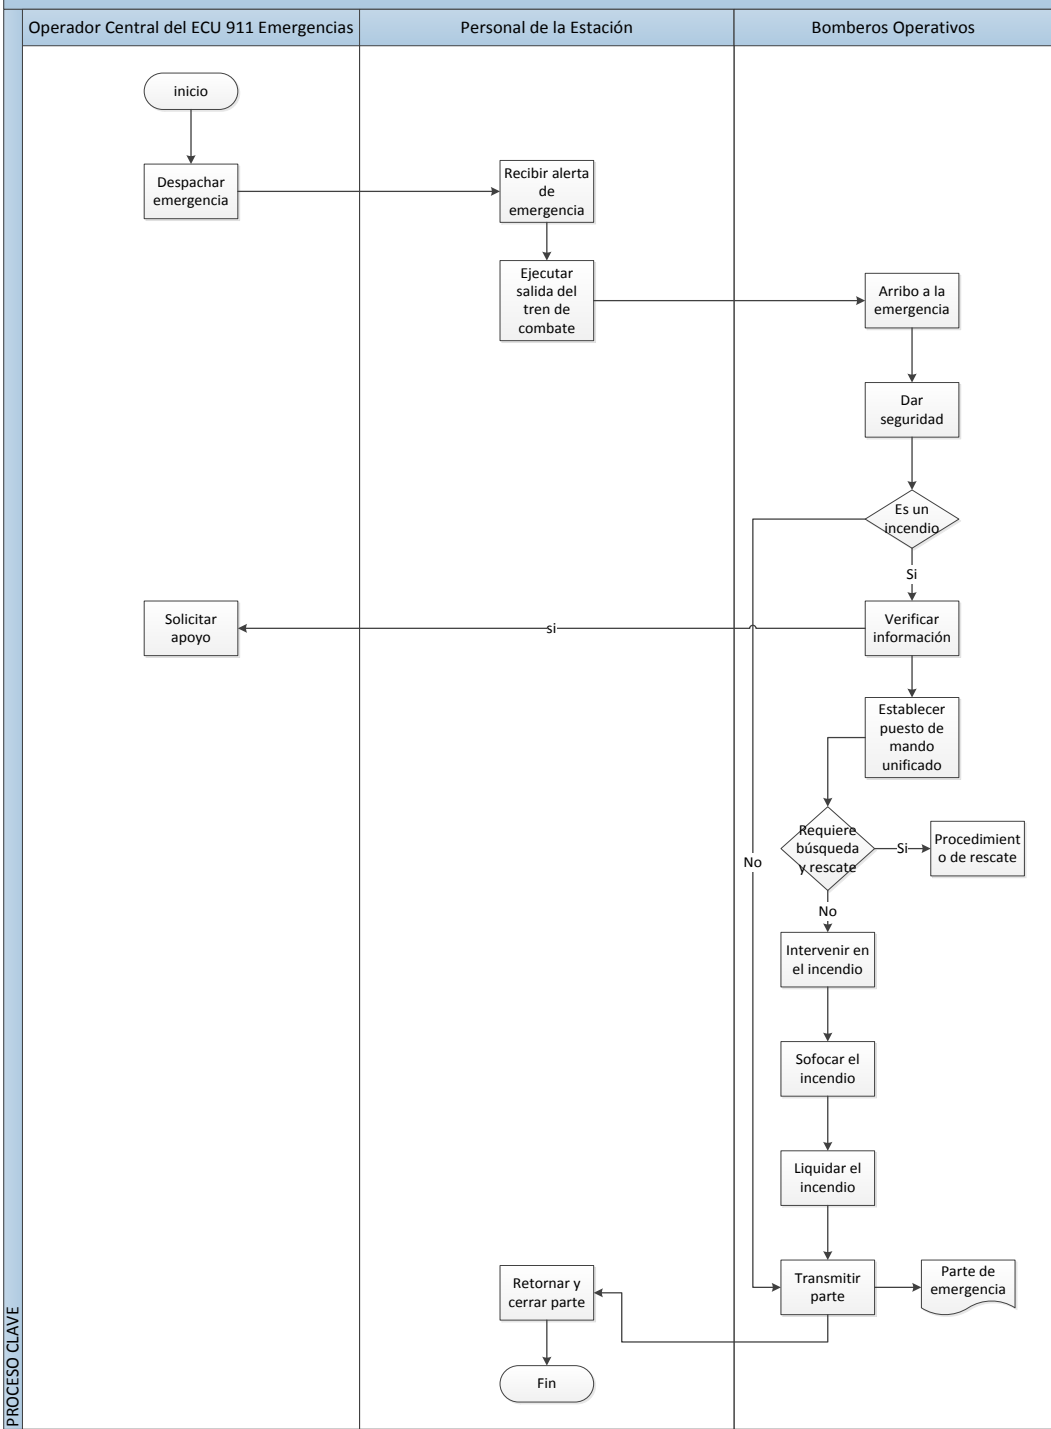 Operador Central del ECU 911 Emergencias
Personal de la Estación
Bomberos Operativos
inicio
Despachar
emergencia
Recibir alerta
de
emergencia
Ejecutar
salida del
tren de
combate
Arribo a la
emergencia
Dar
seguridad
Es un
incendio
Si
Solicitar
apoyo
si
Verificar
información
Establecer
puesto de
mando
unificado
No
Requiere
búsqueda
y rescate
Si
Procedimient
o de rescate
No
Intervenir en
el incendio
Sofocar el
incendio
Liquidar el
incendio
Transmitir
parte
Parte de
emergencia
Retornar y
cerrar parte
Fin
PROCESO CLAVE